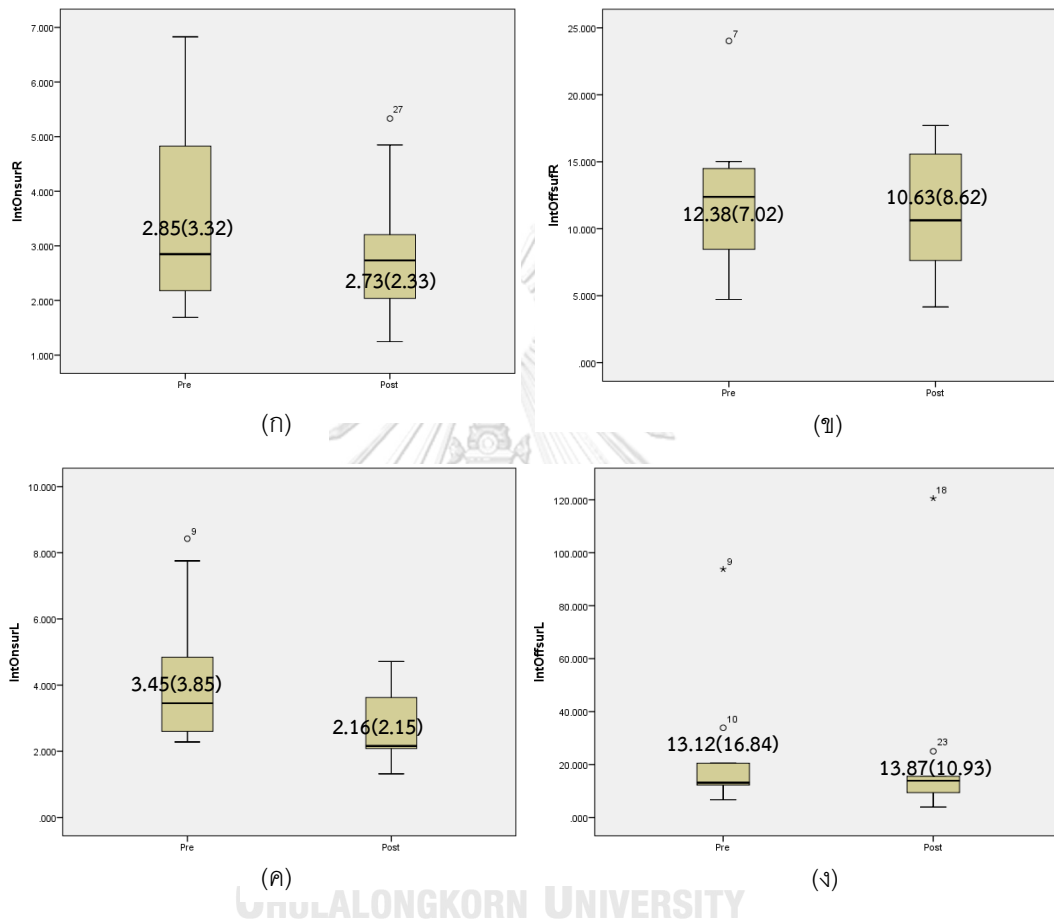 7.000
6.000
5.000
4.000
3.000
2.000
1.000
IntOnsurR
27
2.85(3.32)
2.73(2.33)
Pre
Post
(ก)
25.000
20.000
15.000
10.000
5.000
.000
IntOffsufR
7
12.38(7.02)
10.63(8.62)
Pre
Post
(ข)
10.000
8.000
6.000
4.000
2.000
.000
IntOnsurL
9
3.45(3.85)
2.16(2.15)
Pre
Post
(ค)
120.000
100.000
80.000
60.000
40.000
20.000
.000
IntOffsurL
9
18
10
23
13.12(16.84)
13.87(10.93)
Pre
Post
(ง)
CHULALONGKORN UNIVERSITY